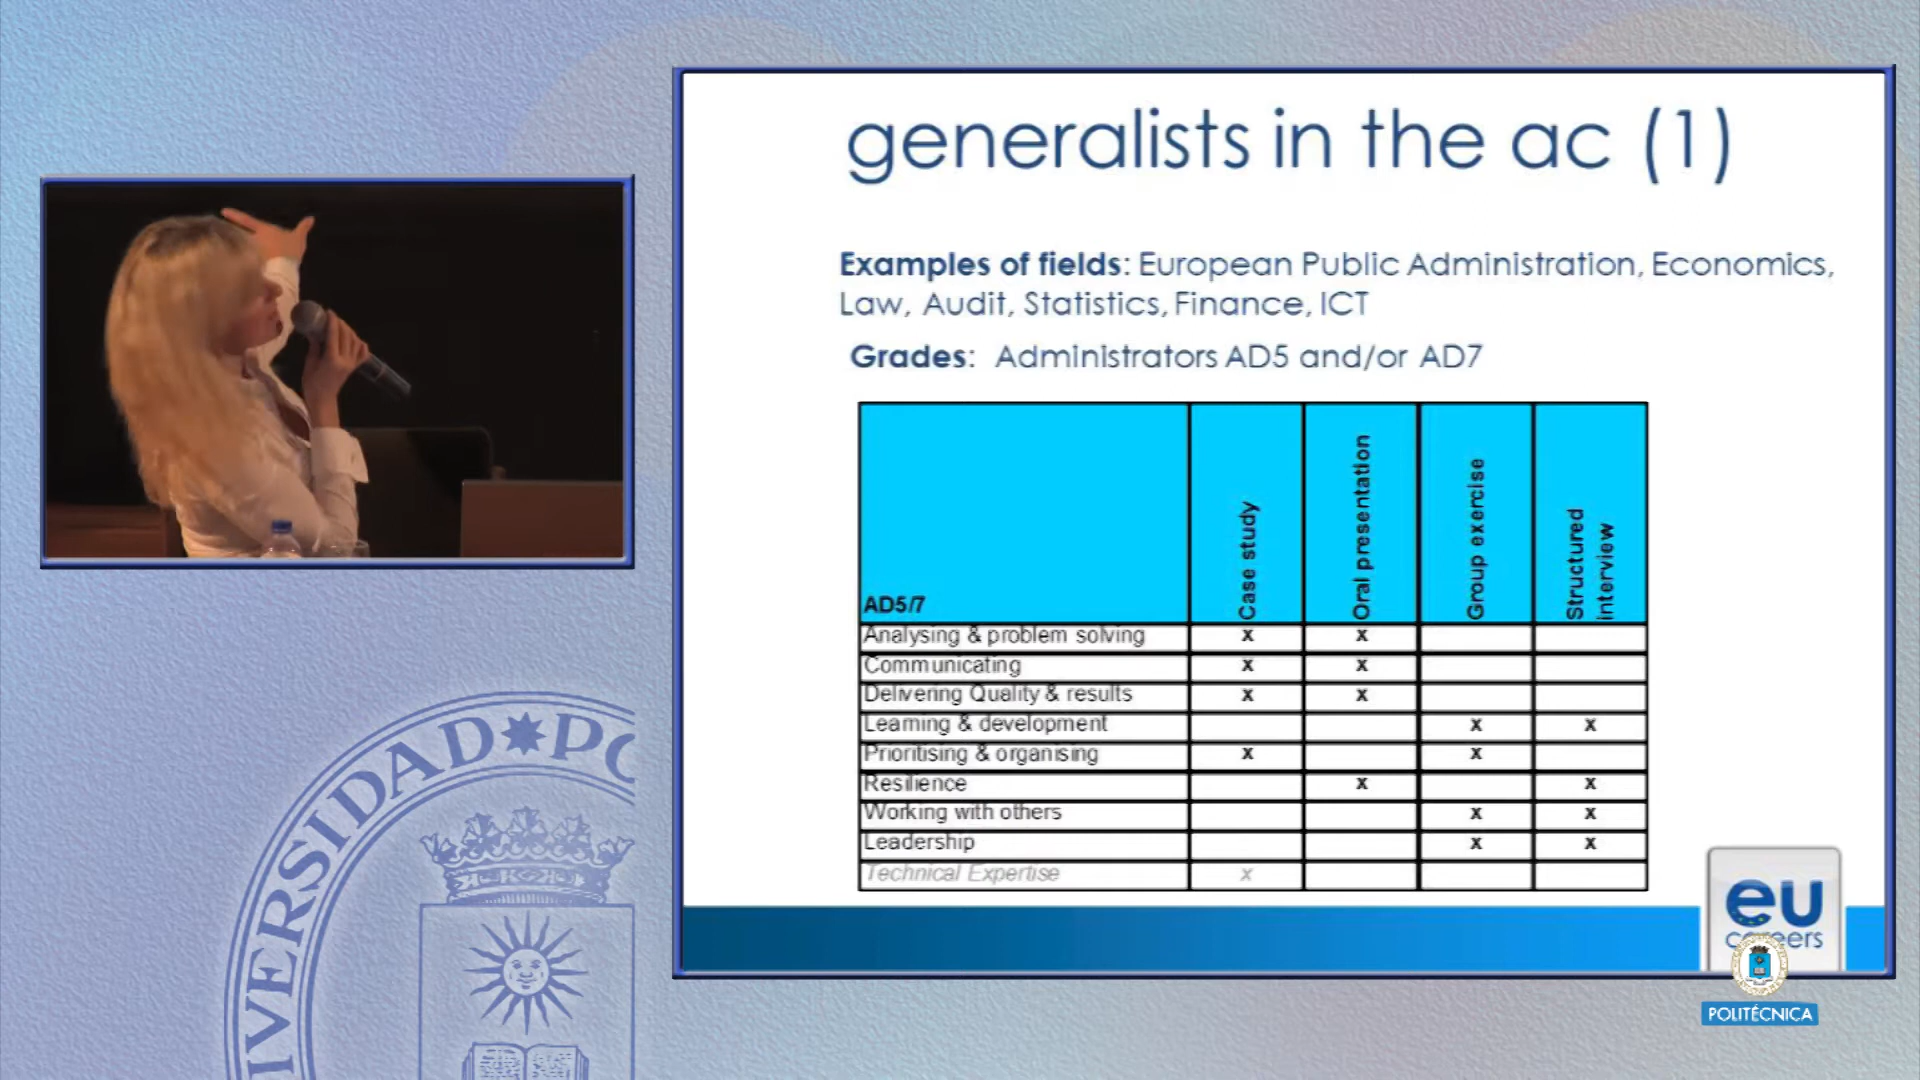 generalists in the ac (1)
Examples of fields: European Public Administration, Economics,
Law, Audit, Statistics, Finance, ICT
Grades: Administrators AD5 and/or AD7
AD5/7 Case study Oral presentation Group exercise Structured interview
Analysing & problem solving x x
Communicating x x
Delivering Quality & results x x
Learning & development x x
Prioritising & organising x x
Resilience x x
Working with others x x
Leadership x x
Technical Expertise x
eu
careers
POLITÉCNICA
IVERSIDAD PO